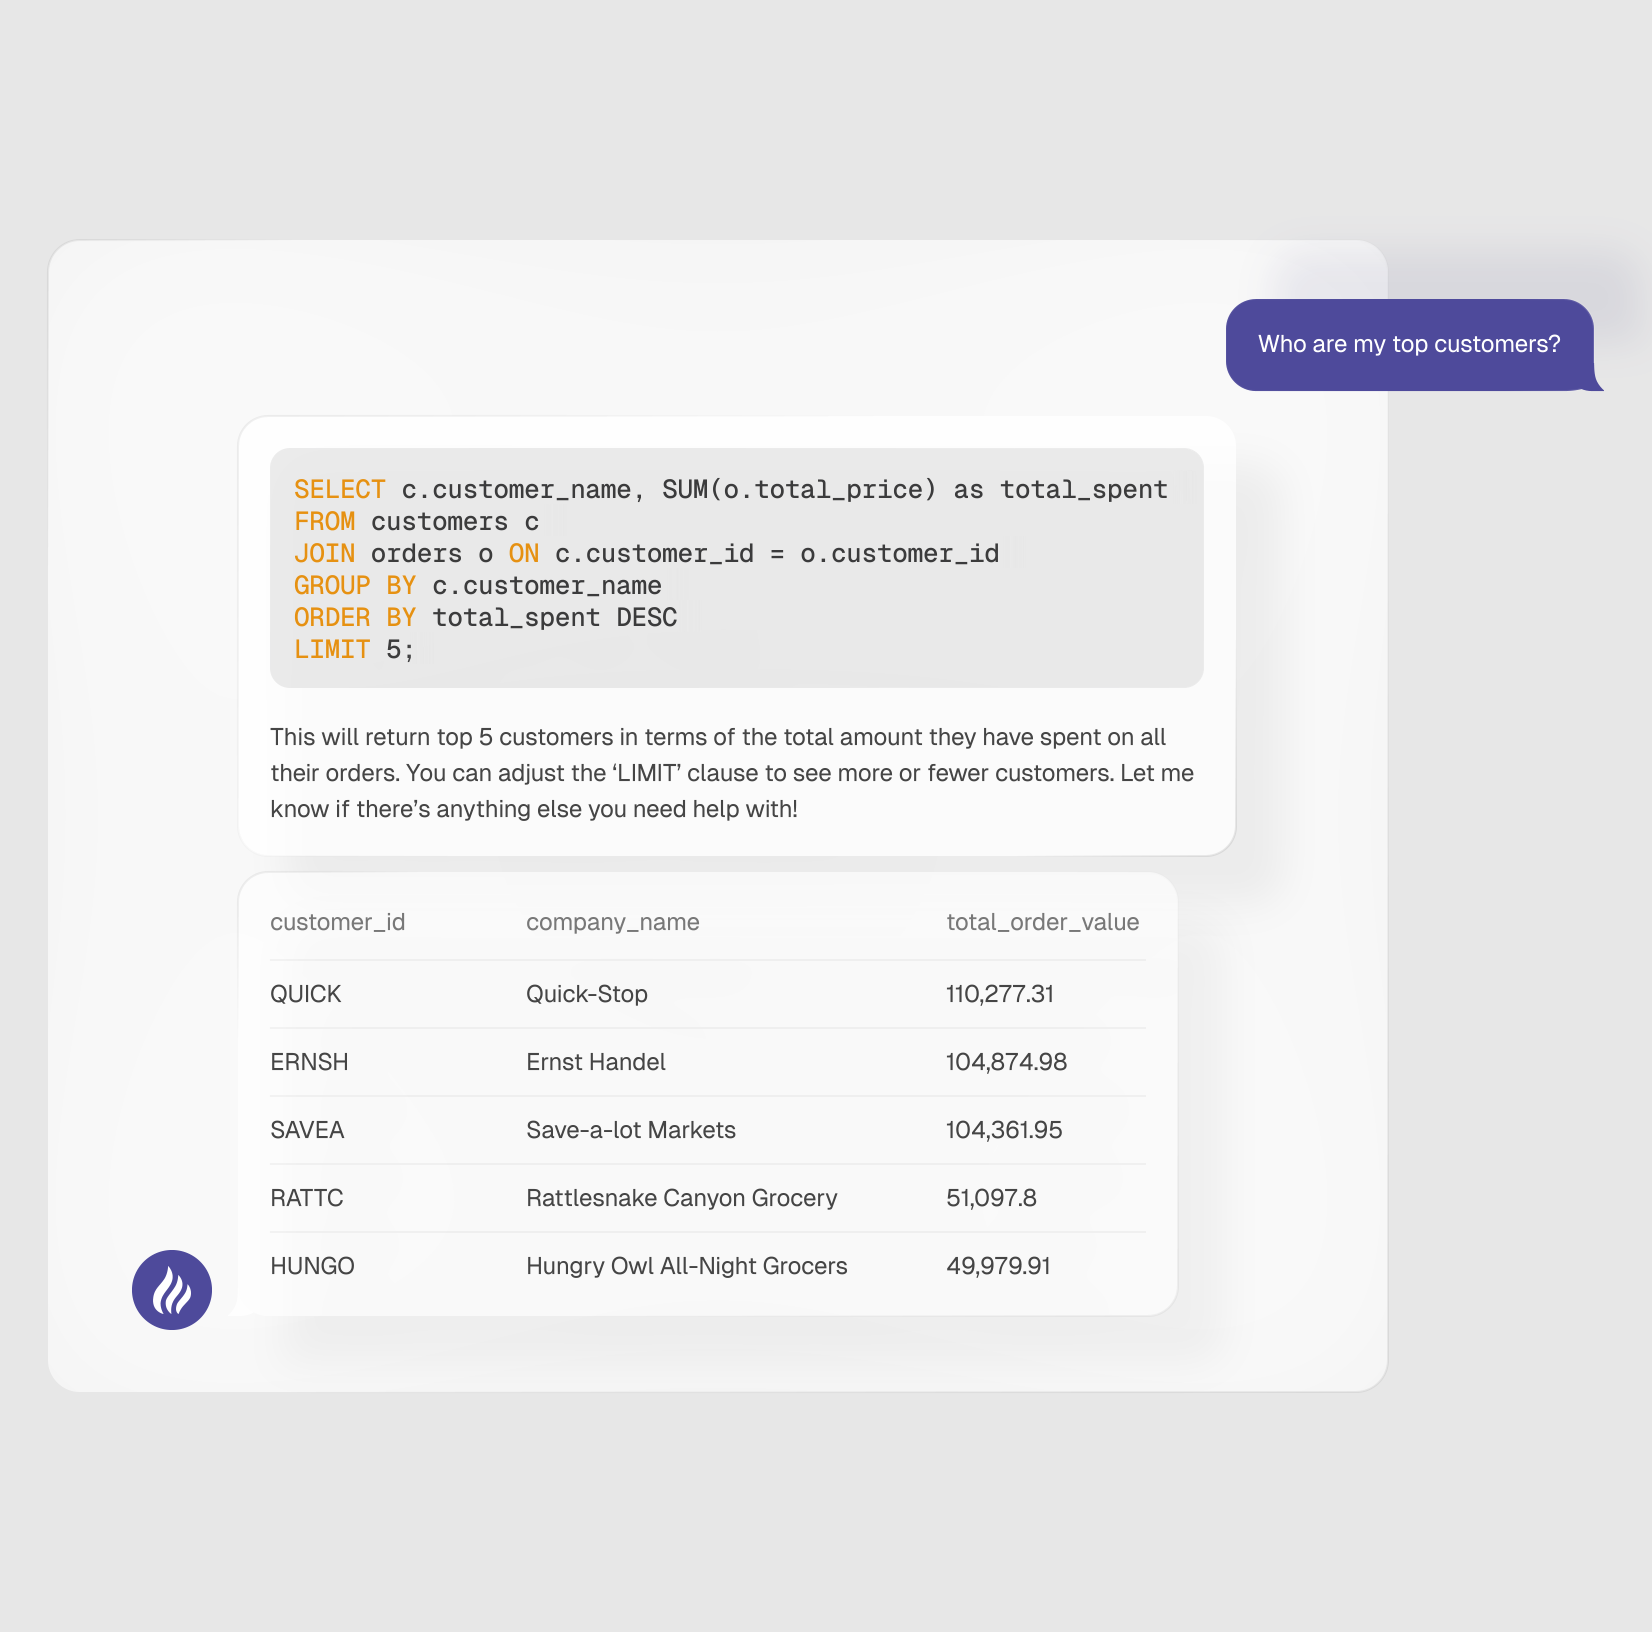 Who are my top customers?
SELECT c.customer_name, SUM(o.total_price) as total_spent
FROM customers c
JOIN orders o ON c.customer_id = o.customer_id
GROUP BY c.customer_name
ORDER BY total_spent DESC
LIMIT 5;
This will return top 5 customers in terms of the total amount they have spent on all
their orders. You can adjust the ‘LIMIT’ clause to see more or fewer customers. Let me
know if there’s anything else you need help with!
customer_id company_name total_order_value
QUICK Quick-Stop 110,277.31
ERNSH Ernst Handel 104,874.98
SAVEA Save-a-lot Markets 104,361.95
RATTC Rattlesnake Canyon Grocery 51,097.8
HUNGO Hungry Owl All-Night Grocers 49,979.91